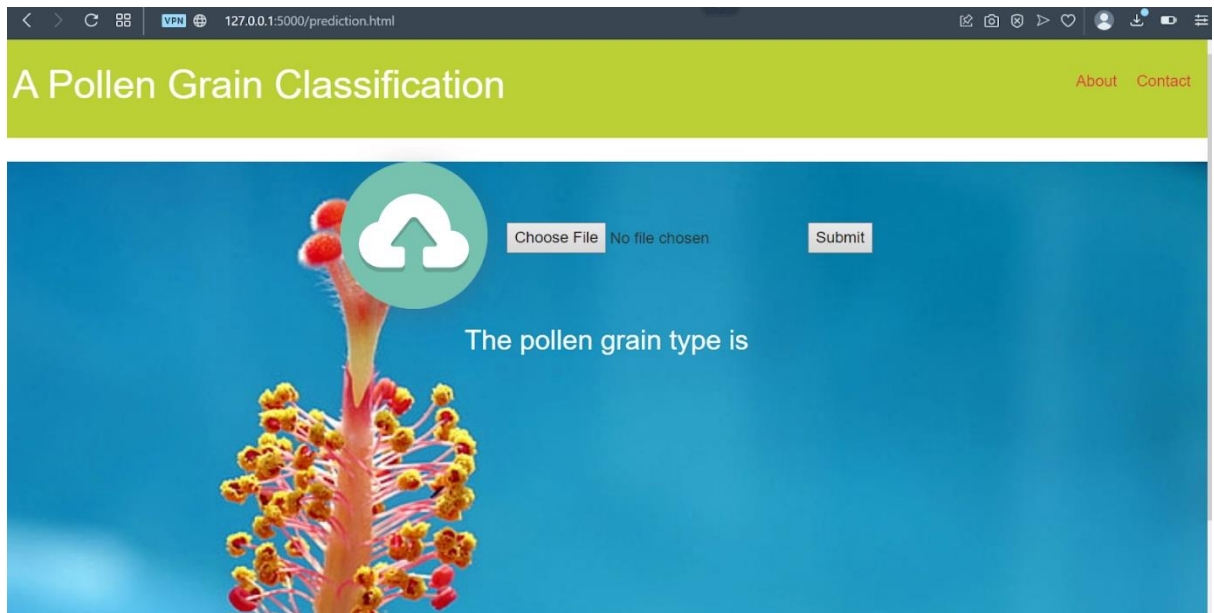 VPN 127.0.0.1:5000/prediction.html
A Pollen Grain Classification
About Contact
Choose File No file chosen Submit
The pollen grain type is